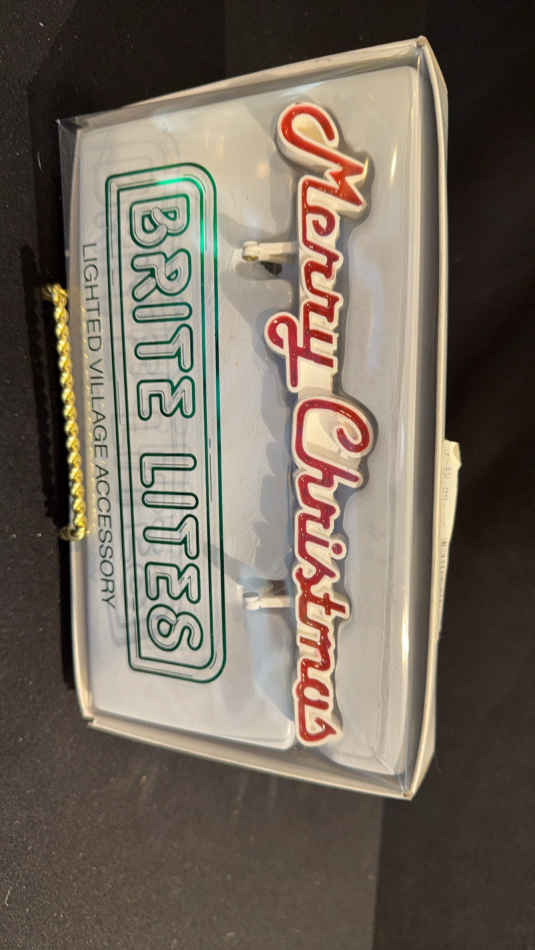 Merry Christmas
BRITE LITES
LIGHTED VILLAGE ACCESSORY